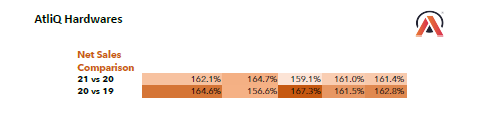 AtliQ Hardwares
Net Sales
Comparison
21 vs 20 162.1% 164.7% 159.1% 161.0% 161.4%
20 vs 19 164.6% 156.6% 167.3% 161.5% 162.8%